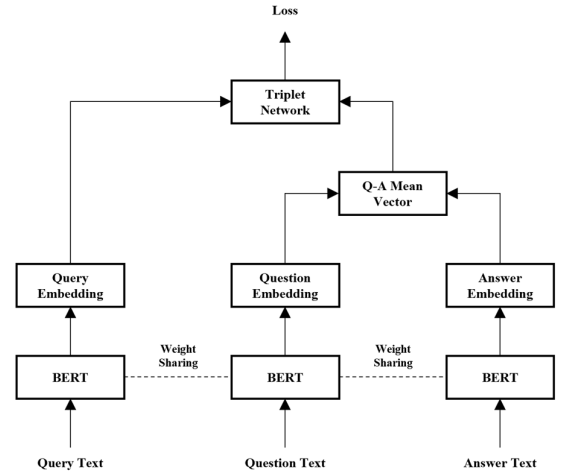 Loss
Triplet
Network
Q-A Mean
Vector
Query
Embedding
Question
Embedding
Answer
Embedding
BERT
Weight
Sharing
BERT
Weight
Sharing
BERT
Query Text
Question Text
Answer Text